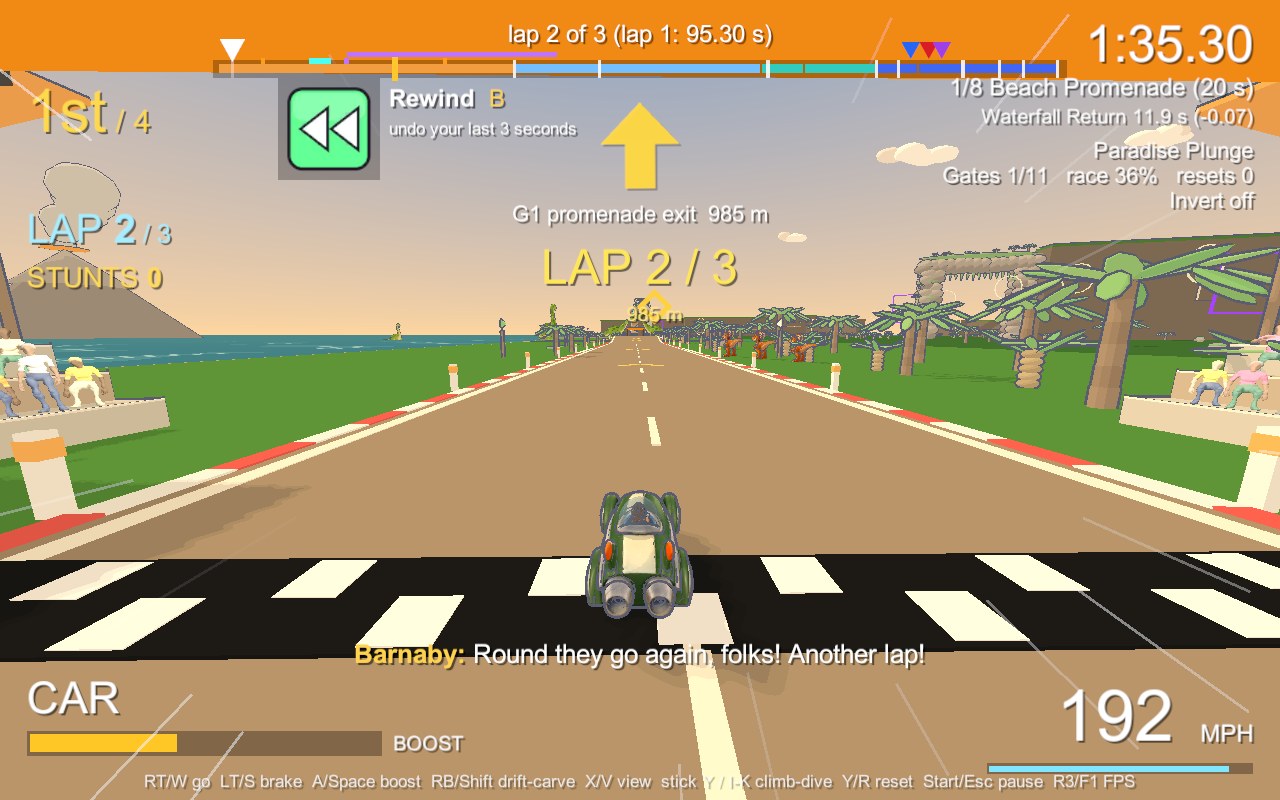 lap 2 of 3 (lap 1: 95.30 s)
1:35.30
1st / 4
Rewind B
undo your last 3 seconds
1/8 Beach Promenade (20 s)
Waterfall Return 11.9 s (-0.07)
Paradise Plunge
Gates 1/11 race 36% resets 0
Invert off
LAP 2 / 3
STUNTS 0
G1 promenade exit 985 m
LAP 2 / 3
985 m
Barnaby: Round they go again, folks! Another lap!
CAR
BOOST
192 MPH
RT/W go LT/S brake A/Space boost RB/Shift drift-carve X/V view stick Y / I-K climb-dive Y/R reset Start/Esc pause R3/F1 FPS